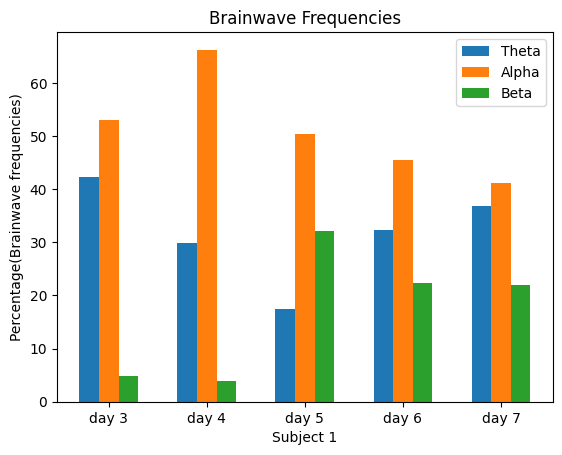 Brainwave Frequencies
Theta
Alpha
Beta
Percentage(Brainwave frequencies)
60
50
40
30
20
10
0
day 3 day 4 day 5 day 6 day 7
Subject 1